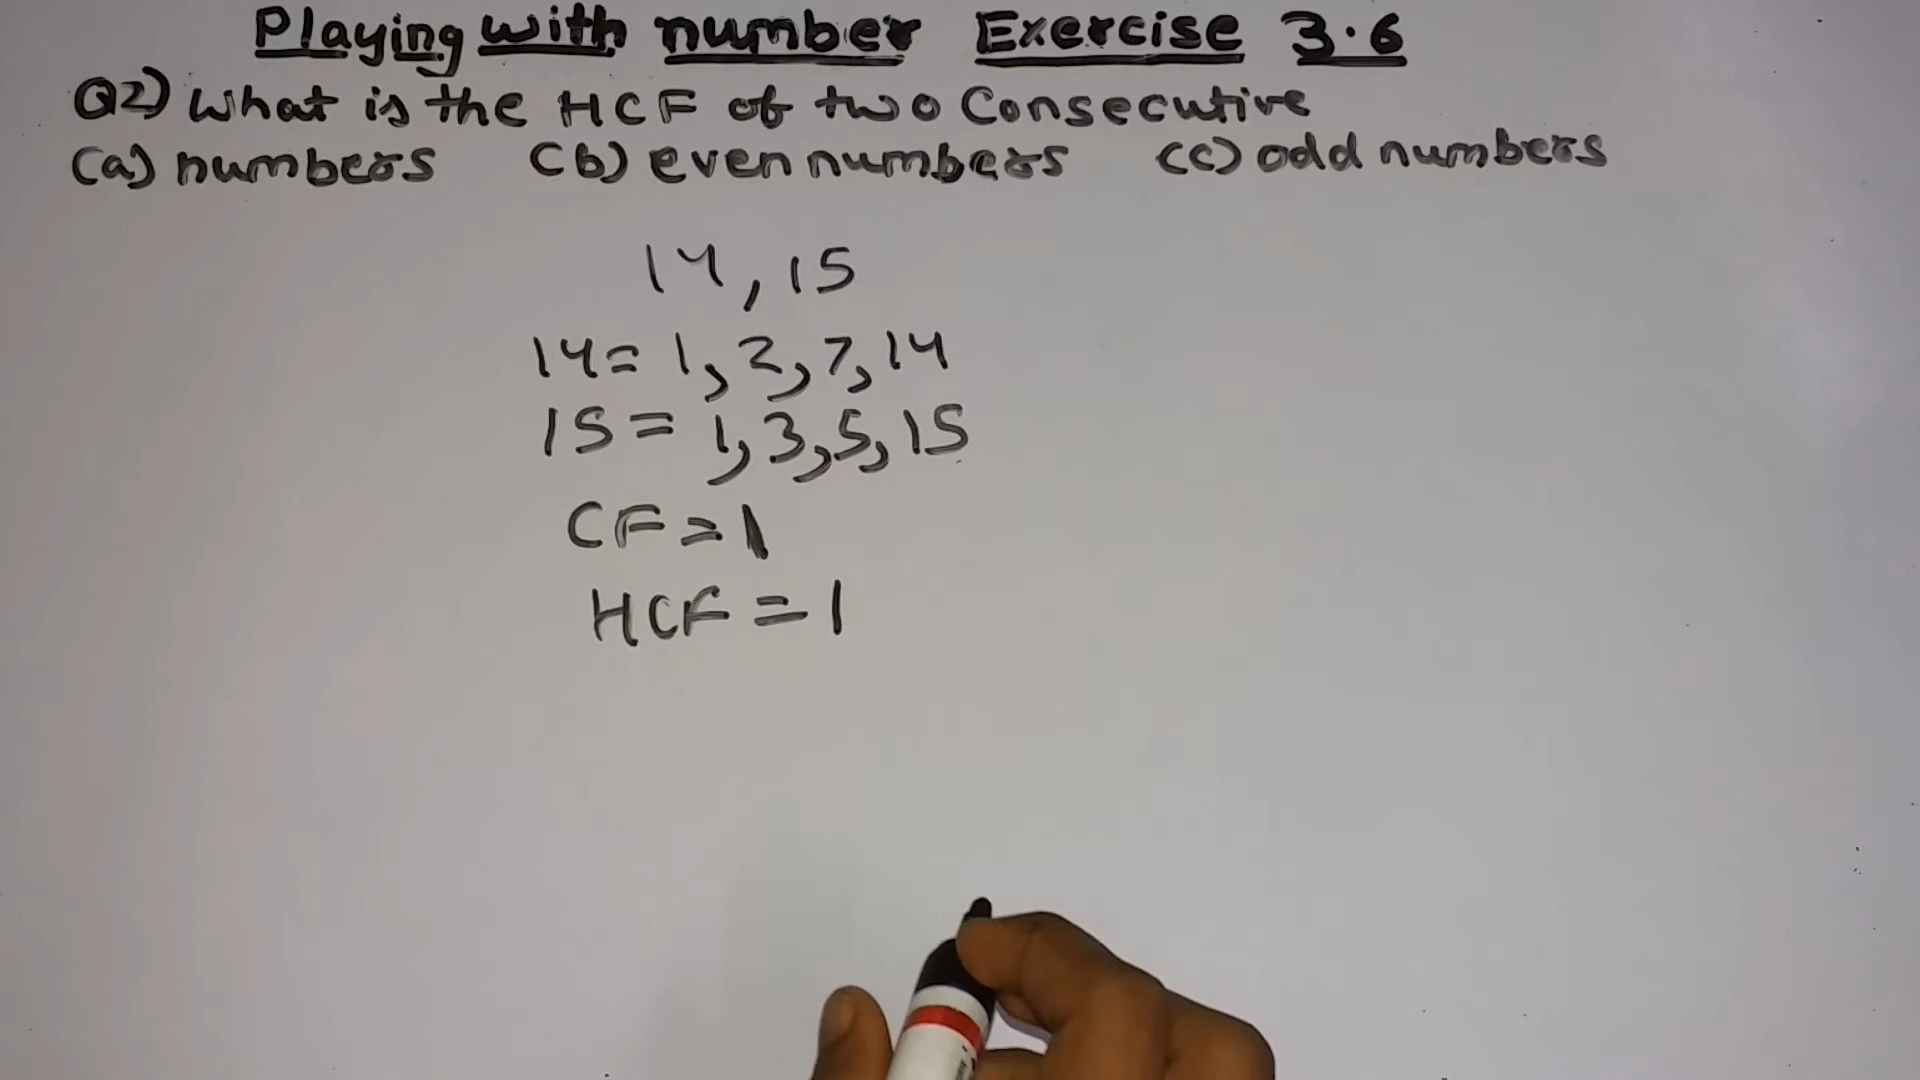 Playing with number Exercise 3.6
Q2) What is the HCF of two Consecutive
(a) numbers (b) even numbers (c) odd numbers
14, 15
14 = 1, 2, 7, 14
15 = 1, 3, 5, 15
CF = 1
HCF = 1